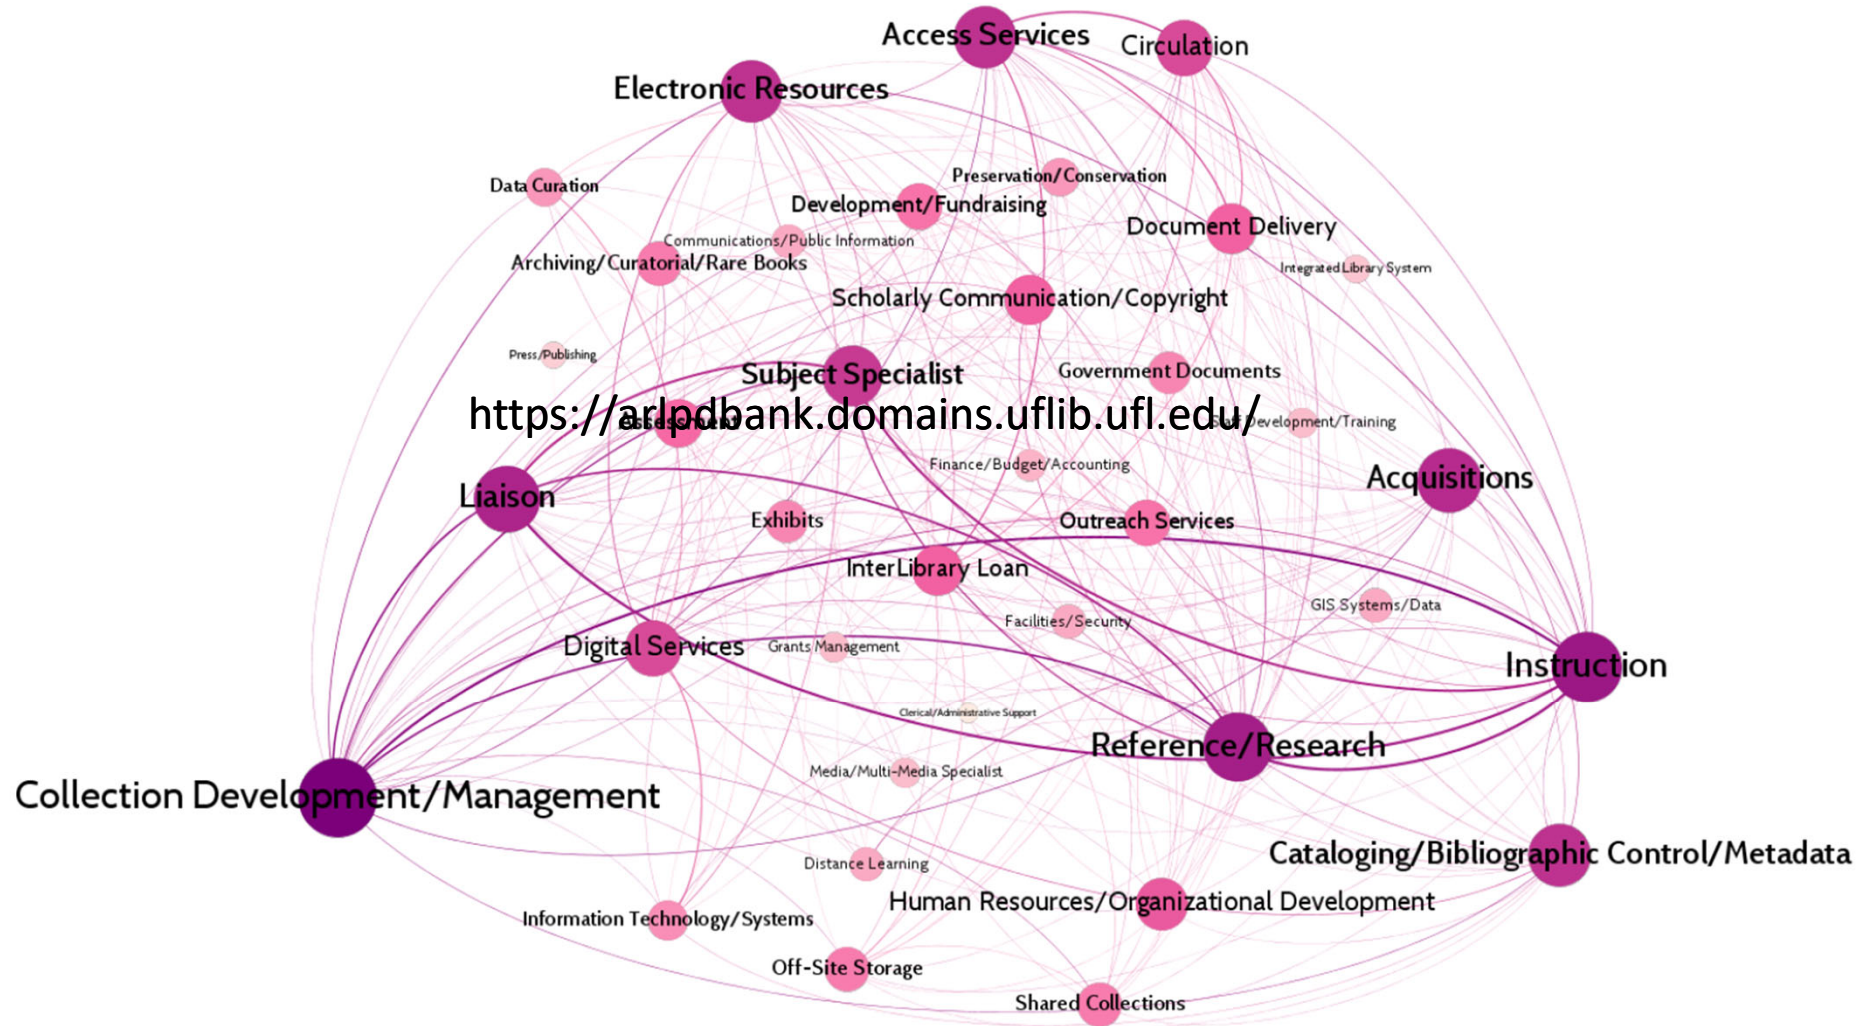 Access Services
Circulation
Electronic Resources
Preservation/Conservation
Data Curation
Development/Fundraising
Document Delivery
Communications/Public Information
Archiving/Curatorial/Rare Books
Integrated Library System
Scholarly Communication/Copyright
Press/Publishing
Subject Specialist
Government Documents
https://arlpdbank.domains.uflib.ufl.edu/
Assessment
Staff Development/Training
Finance/Budget/Accounting
Acquisitions
Liaison
Exhibits
Outreach Services
InterLibrary Loan
GIS Systems/Data
Facilities/Security
Digital Services
Grants Management
Instruction
Clerical/Administrative Support
Reference/Research
Media/Multi-Media Specialist
Collection Development/Management
Cataloging/Bibliographic Control/Metadata
Distance Learning
Human Resources/Organizational Development
Information Technology/Systems
Off-Site Storage
Shared Collections